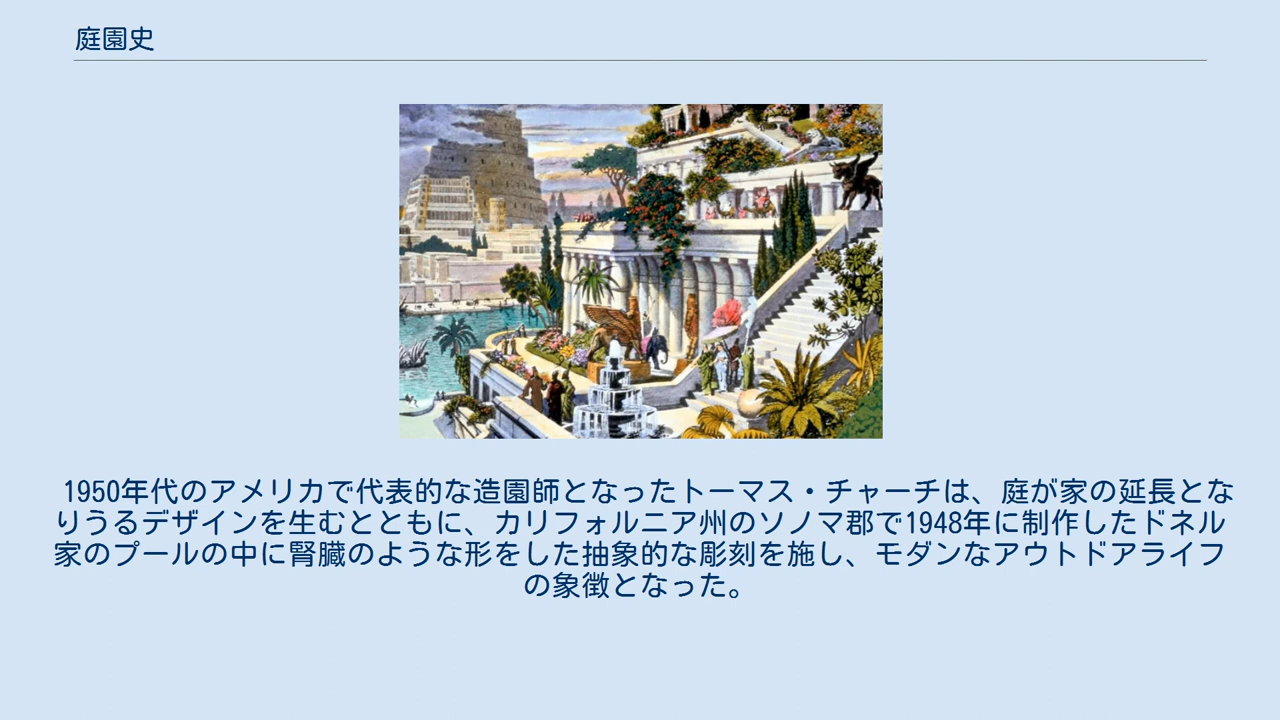 庭園史
1950年代のアメリカで代表的な造園師となったトーマス・チャーチは、庭が家の延長とな
りうるデザインを生むとともに、カリフォルニア州のソノマ郡で1948年に制作したドネル
家のプールの中に腎臓のような形をした抽象的な彫刻を施し、モダンなアウトドアライフ
の象徴となった。